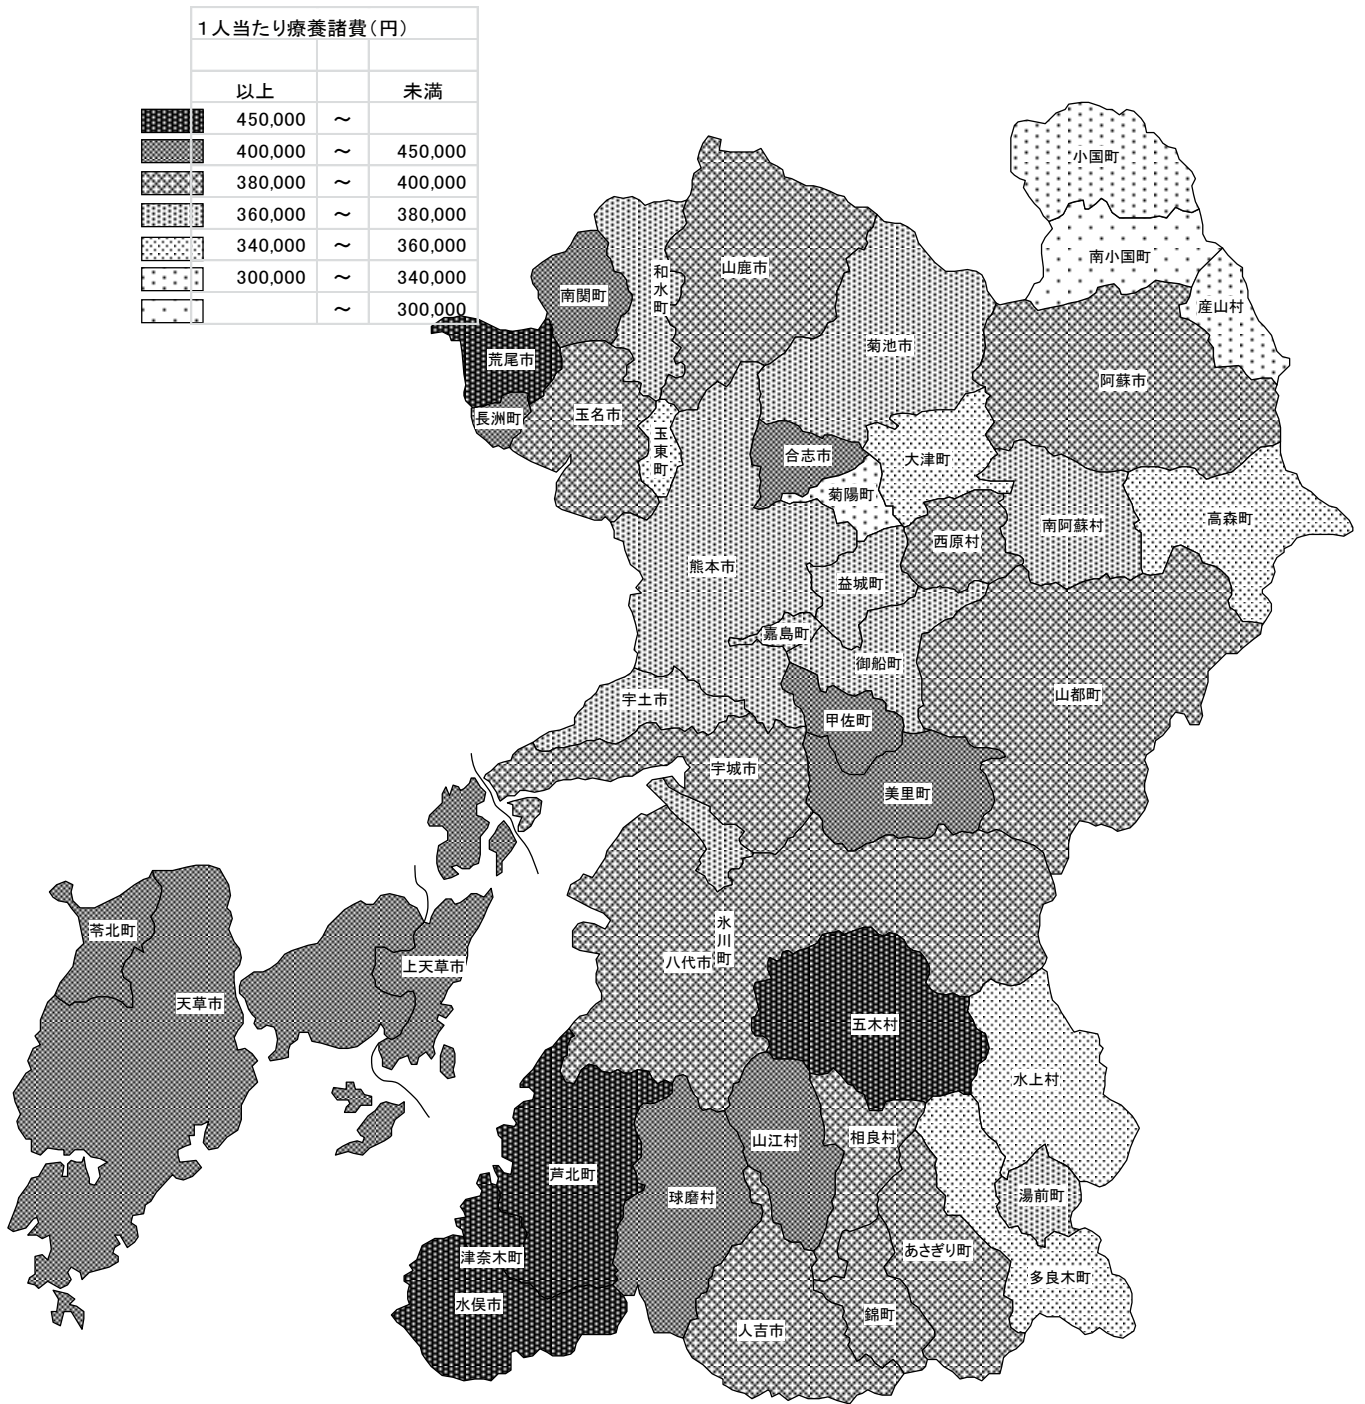 １人当たり療養諸費（円）
以上 未満
450,000 ～
400,000 ～ 450,000
380,000 ～ 400,000
360,000 ～ 380,000
340,000 ～ 360,000
300,000 ～ 340,000
～ 300,000
小国町
南小国町
産山村
山鹿市
和水町
南関町
荒尾市
長洲町
玉名市
玉東町
菊池市
阿蘇市
合志市
大津町
菊陽町
高森町
南阿蘇村
西原村
熊本市
益城町
嘉島町
御船町
山都町
宇土市
甲佐町
宇城市
美里町
氷川町
八代市
苓北町
上天草市
天草市
五木村
水上村
相良村
山江村
芦北町
球磨村
湯前町
あさぎり町
津奈木町
多良木町
水俣市
錦町
人吉市